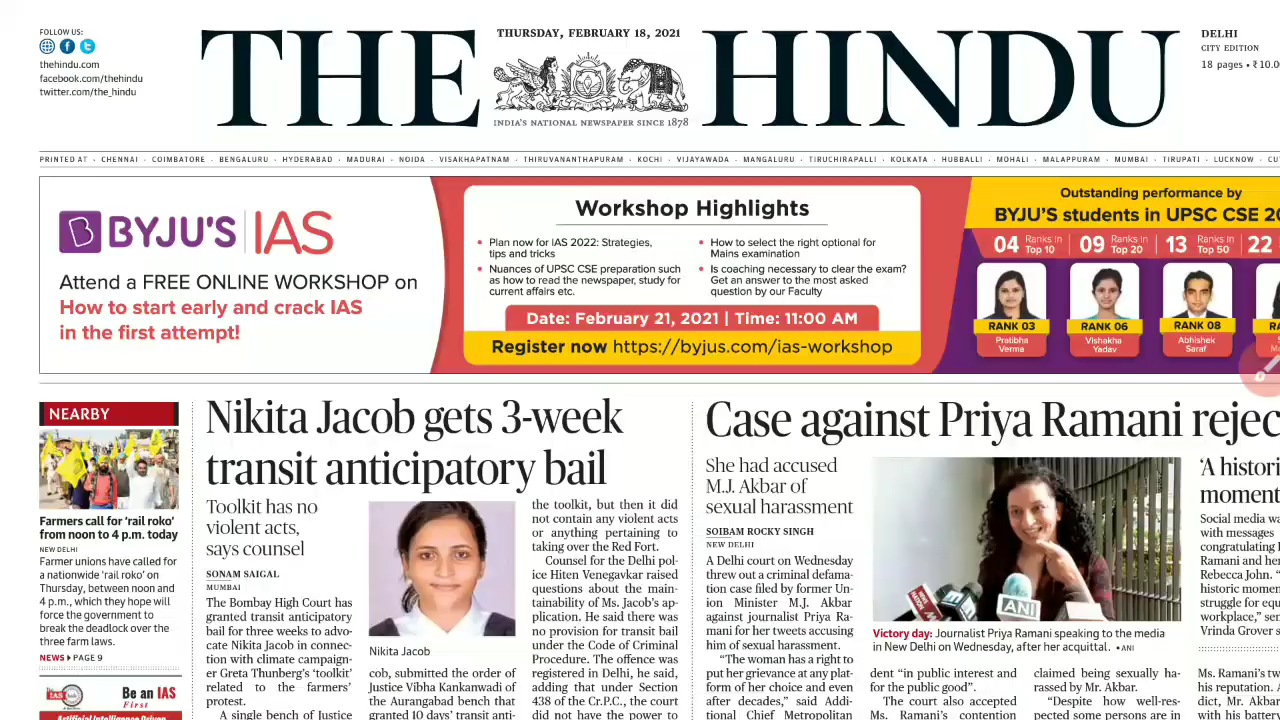 FOLLOW US:
thehindu.com
facebook.com/thehindu
twitter.com/the_hindu
THE HINDU
THURSDAY, FEBRUARY 18, 2021
INDIA'S NATIONAL NEWSPAPER SINCE 1878
DELHI
CITY EDITION
18 pages • ₹10.0
PRINTED AT · CHENNAI · COIMBATORE · BENGALURU · HYDERABAD · MADURAI · NOIDA · VISAKHAPATNAM · THIRUVANANTHAPURAM · KOCHI · VIJAYAWADA · MANGALURU · TIRUCHIRAPALLI · KOLKATA · HUBBALLI · MOHALI · MALAPPURAM · MUMBAI · TIRUPATI · LUCKNOW · CU
BYJU'S IAS
Attend a FREE ONLINE WORKSHOP on
How to start early and crack IAS
in the first attempt!
Workshop Highlights
• Plan now for IAS 2022: Strategies,
tips and tricks
• Nuances of UPSC CSE preparation such
as how to read the newspaper, study for
current affairs etc.
• How to select the right optional for
Mains examination
• Is coaching necessary to clear the exam?
Get an answer to the most asked
question by our Faculty
Date: February 21, 2021 | Time: 11:00 AM
Register now https://byjus.com/ias-workshop
Outstanding performance by
BYJU'S students in UPSC CSE 20
04 Ranks in Top 10
09 Ranks in Top 20
13 Ranks in Top 50
22
RANK 03
Pratibha
Verma
RANK 06
Vishakha
Yadav
RANK 08
Abhishek
Saraf
NEARBY
Farmers call for 'rail roko'
from noon to 4 p.m. today
NEW DELHI
Farmer unions have called for
a nationwide 'rail roko' on
Thursday, between noon and
4 p.m., which they hope will
force the government to
break the deadlock over the
three farm laws.
NEWS ▸ PAGE 9
Be an IAS
First
Artificial Intelligence Driven
Nikita Jacob gets 3-week
transit anticipatory bail
Toolkit has no
violent acts,
says counsel
SONAM SAIGAL
MUMBAI
The Bombay High Court has
granted transit anticipatory
bail for three weeks to advo-
cate Nikita Jacob in connec-
tion with climate campaign-
er Greta Thunberg's 'toolkit'
related to the farmers'
protest.
A single bench of Justice
Nikita Jacob
cob, submitted the order of
Justice Vibha Kankanwadi of
the Aurangabad bench that
granted 10 days' transit anti-
the toolkit, but then it did
not contain any violent acts
or anything pertaining to
taking over the Red Fort.
Counsel for the Delhi pol-
ice Hiten Venegavkar raised
questions about the main-
tainability of Ms. Jacob's ap-
plication. He said there was
no provision for transit bail
under the Code of Criminal
Procedure. The offence was
registered in Delhi, he said,
adding that under Section
438 of the Cr.P.C., the court
did not have the power to
Case against Priya Ramani rejec
She had accused
M.J. Akbar of
sexual harassment
SOIBAM ROCKY SINGH
NEW DELHI
A Delhi court on Wednesday
threw out a criminal defama-
tion case filed by former Un-
ion Minister M.J. Akbar
against journalist Priya Ra-
mani for her tweets accusing
him of sexual harassment.
"The woman has a right to
put her grievance at any plat-
form of her choice and even
after decades," said Addi-
tional Chief Metropolitan
ANI
Victory day: Journalist Priya Ramani speaking to the media
in New Delhi on Wednesday, after her acquittal. • ANI
dent "in public interest and
for the public good".
The court also accepted
Ms. Ramani's contention
claimed being sexually ha-
rassed by Mr. Akbar.
"Despite how well-res-
pected some persons are in
'A histori
moment
Social media wa
with messages
congratulating
Ramani and he
Rebecca John. "
historic momen
struggle for equ
workplace," sen
Vrinda Grover a
Ms. Ramani's tw
his reputation. A
dict, Mr. Akbar